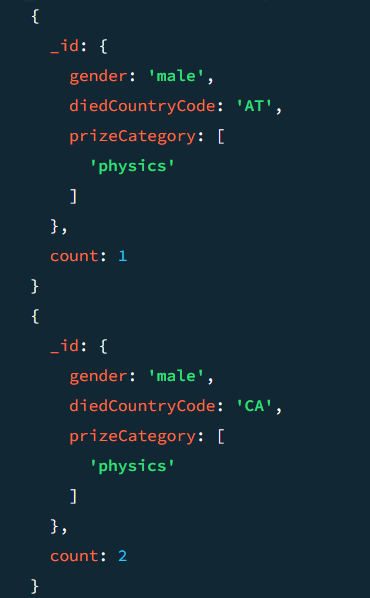 {
  _id: {
    gender: 'male',
    diedCountryCode: 'AT',
    prizeCategory: [
      'physics'
    ]
  },
  count: 1
}
{
  _id: {
    gender: 'male',
    diedCountryCode: 'CA',
    prizeCategory: [
      'physics'
    ]
  },
  count: 2
}